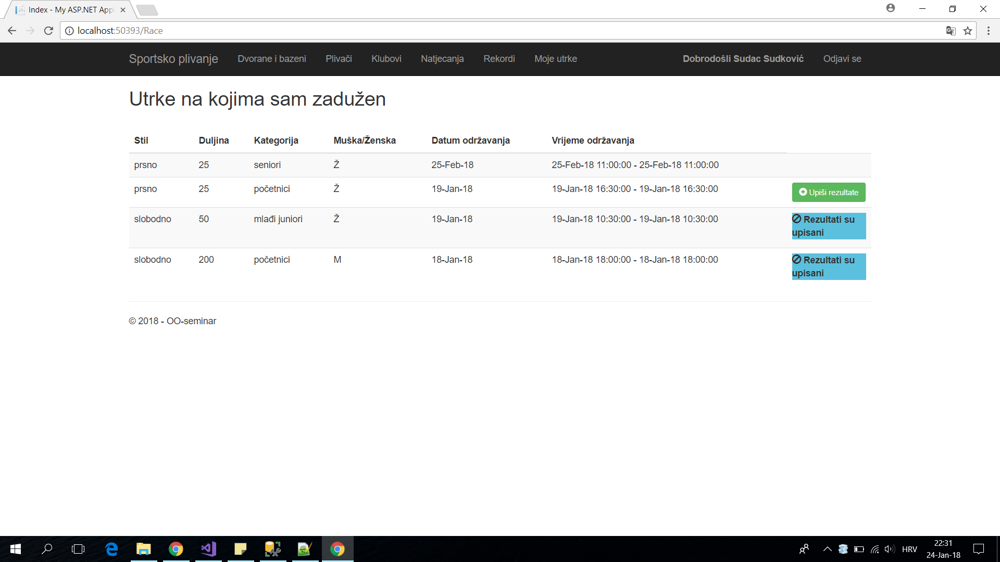 Index - My ASP.NET Appl
localhost:50393/Race
Sportsko plivanje Dvorane i bazeni Plivači Klubovi Natjecanja Rekordi Moje utrke Dobrodošli Sudac Sudković Odjavi se
Utrke na kojima sam zadužen
Stil Duljina Kategorija Muška/Ženska Datum održavanja Vrijeme održavanja
prsno 25 seniori Ž 25-Feb-18 25-Feb-18 11:00:00 - 25-Feb-18 11:00:00
prsno 25 početnici Ž 19-Jan-18 19-Jan-18 16:30:00 - 19-Jan-18 16:30:00 Upiši rezultate
slobodno 50 mlađi juniori Ž 19-Jan-18 19-Jan-18 10:30:00 - 19-Jan-18 10:30:00 Rezultati su
upisani
slobodno 200 početnici M 18-Jan-18 18-Jan-18 18:00:00 - 18-Jan-18 18:00:00 Rezultati su
upisani
© 2018 - OO-seminar
HRV
22:31
24-Jan-18